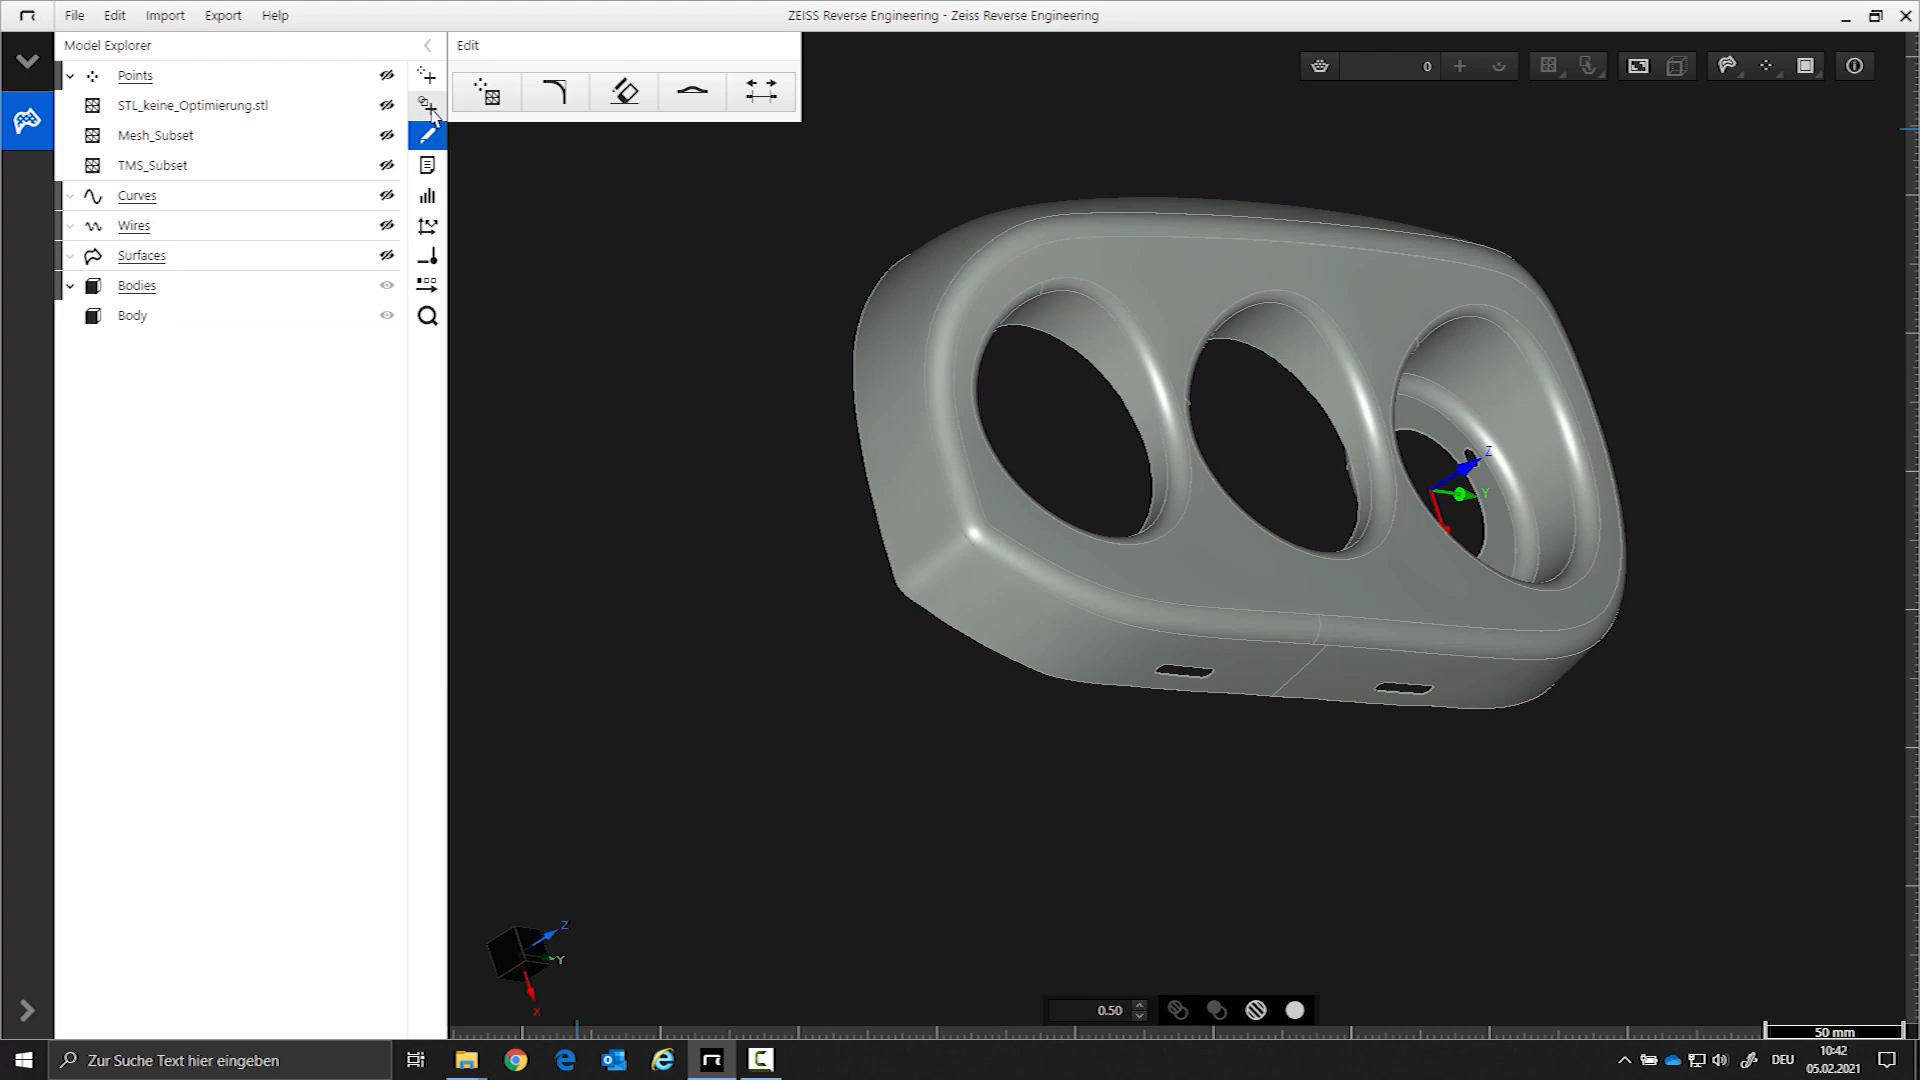 File Edit Import Export Help
ZEISS Reverse Engineering - Zeiss Reverse Engineering
Model Explorer
Edit
Points
STL_keine_Optimierung.stl
Mesh_Subset
TMS_Subset
Curves
Wires
Surfaces
Bodies
Body
0
Z
Y
Z
Y
X
0.50
50 mm
Zur Suche Text hier eingeben
DEU
10:42
05.02.2021